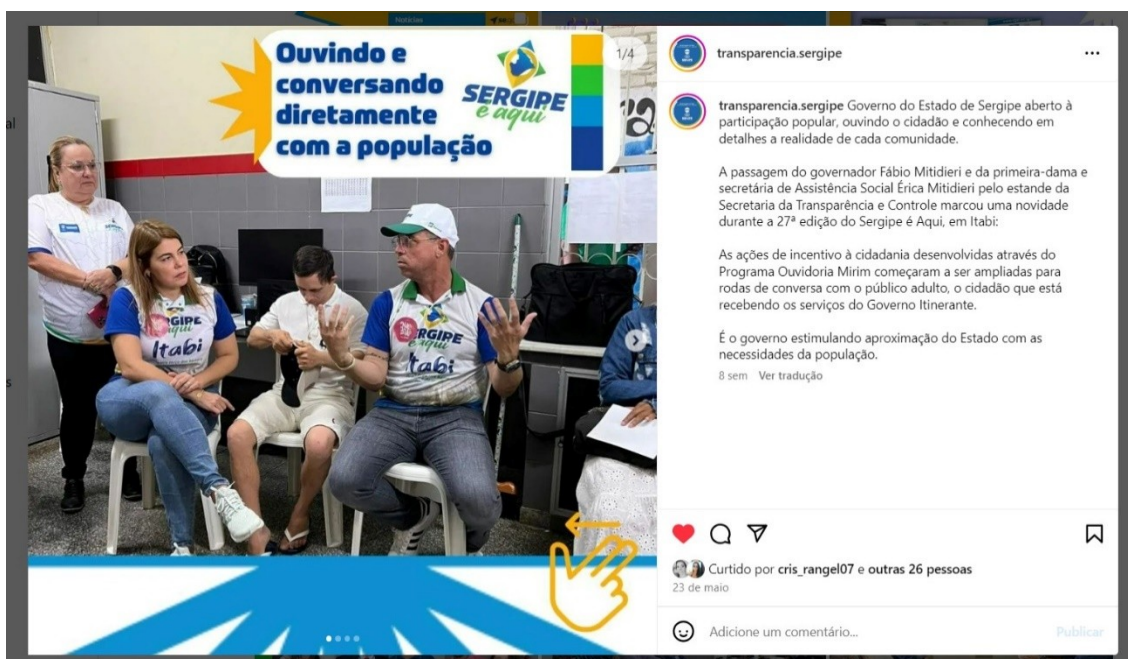 Notícias
Ouvindo e
conversando
diretamente
com a população
SERGIPE
é aqui
1/4
SERGIPE
é aqui
Itabi
SERGIPE
é aqui
Itabi
transparencia.sergipe
transparencia.sergipe Governo do Estado de Sergipe aberto à
participação popular, ouvindo o cidadão e conhecendo em
detalhes a realidade de cada comunidade.
A passagem do governador Fábio Mitidieri e da primeira-dama e
secretária de Assistência Social Érica Mitidieri pelo estande da
Secretaria da Transparência e Controle marcou uma novidade
durante a 27ª edição do Sergipe é Aqui, em Itabi:
As ações de incentivo à cidadania desenvolvidas através do
Programa Ouvidoria Mirim começaram a ser ampliadas para
rodas de conversa com o público adulto, o cidadão que está
recebendo os serviços do Governo Itinerante.
É o governo estimulando aproximação do Estado com as
necessidades da população.
8 sem Ver tradução
Curtido por cris_rangel07 e outras 26 pessoas
23 de maio
Adicione um comentário... Publicar